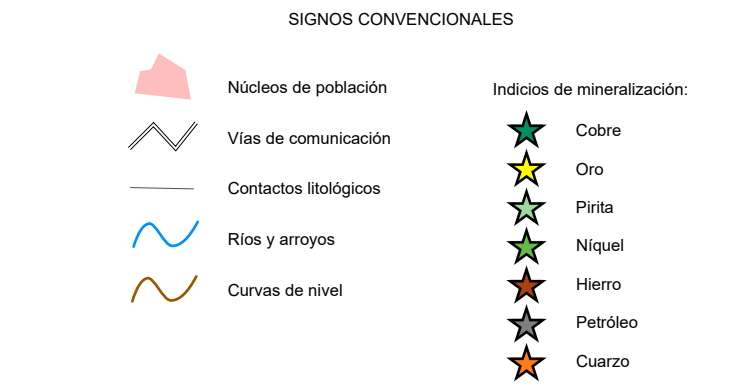 SIGNOS CONVENCIONALES
Núcleos de población
Vías de comunicación
Contactos litológicos
Ríos y arroyos
Curvas de nivel
Indicios de mineralización:
Cobre
Oro
Pirita
Níquel
Hierro
Petróleo
Cuarzo